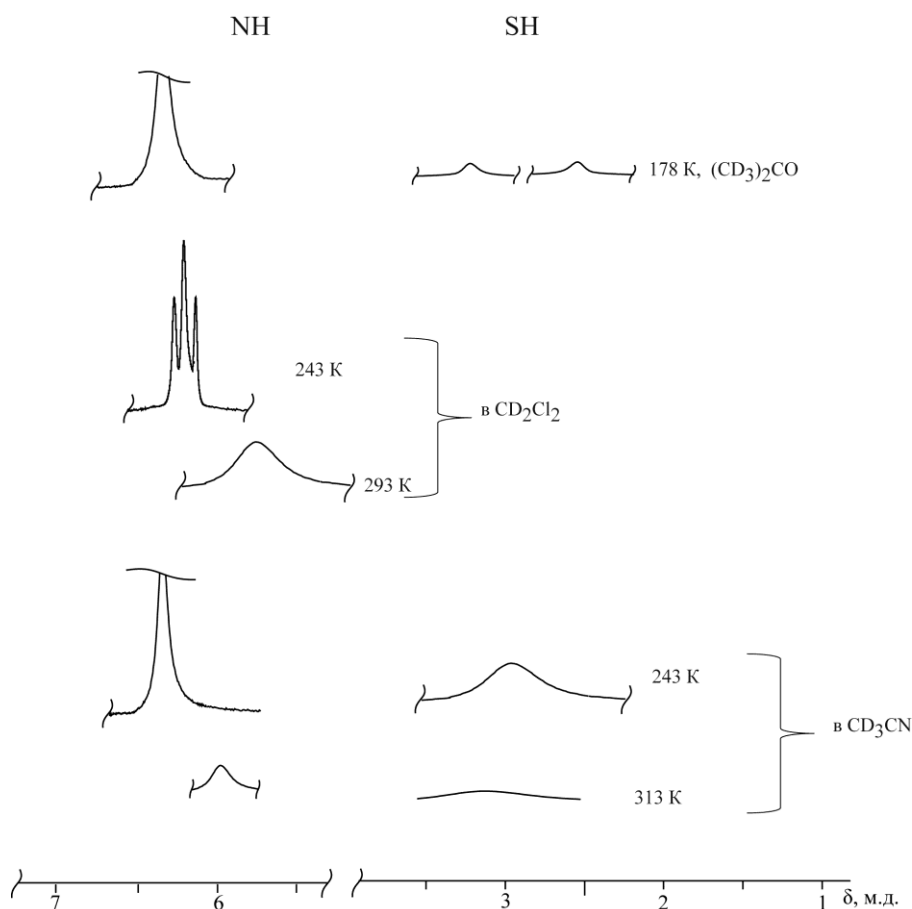 NH SH
178 К, (CD3)2CO
243 К
в CD2Cl2
293 К
243 К
в CD3CN
313 К
7 6 3 2 1 δ, м.д.